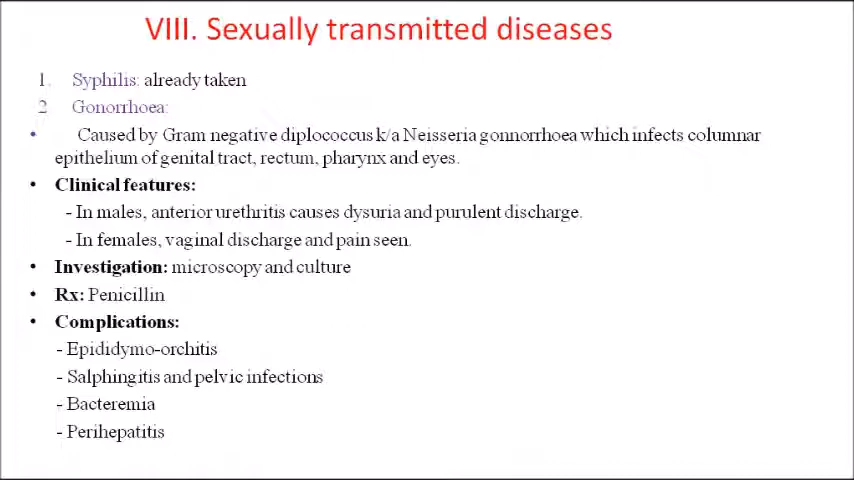 VIII. Sexually transmitted diseases
1. Syphilis: already taken
2 Gonorrhoea:
• Caused by Gram negative diplococcus k/a Neisseria gonnorrhoea which infects columnar
epithelium of genital tract, rectum, pharynx and eyes.
• Clinical features:
- In males, anterior urethritis causes dysuria and purulent discharge.
- In females, vaginal discharge and pain seen.
• Investigation: microscopy and culture
• Rx: Penicillin
• Complications:
- Epididymo-orchitis
- Salphingitis and pelvic infections
- Bacteremia
- Perihepatitis